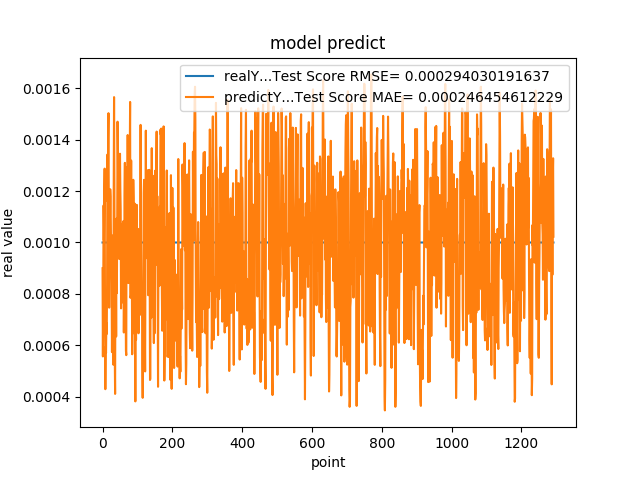 model predict
realY...Test Score RMSE= 0.000294030191637
predictY...Test Score MAE= 0.000246454612229
real value
0.0016
0.0014
0.0012
0.0010
0.0008
0.0006
0.0004
0 200 400 600 800 1000 1200
point